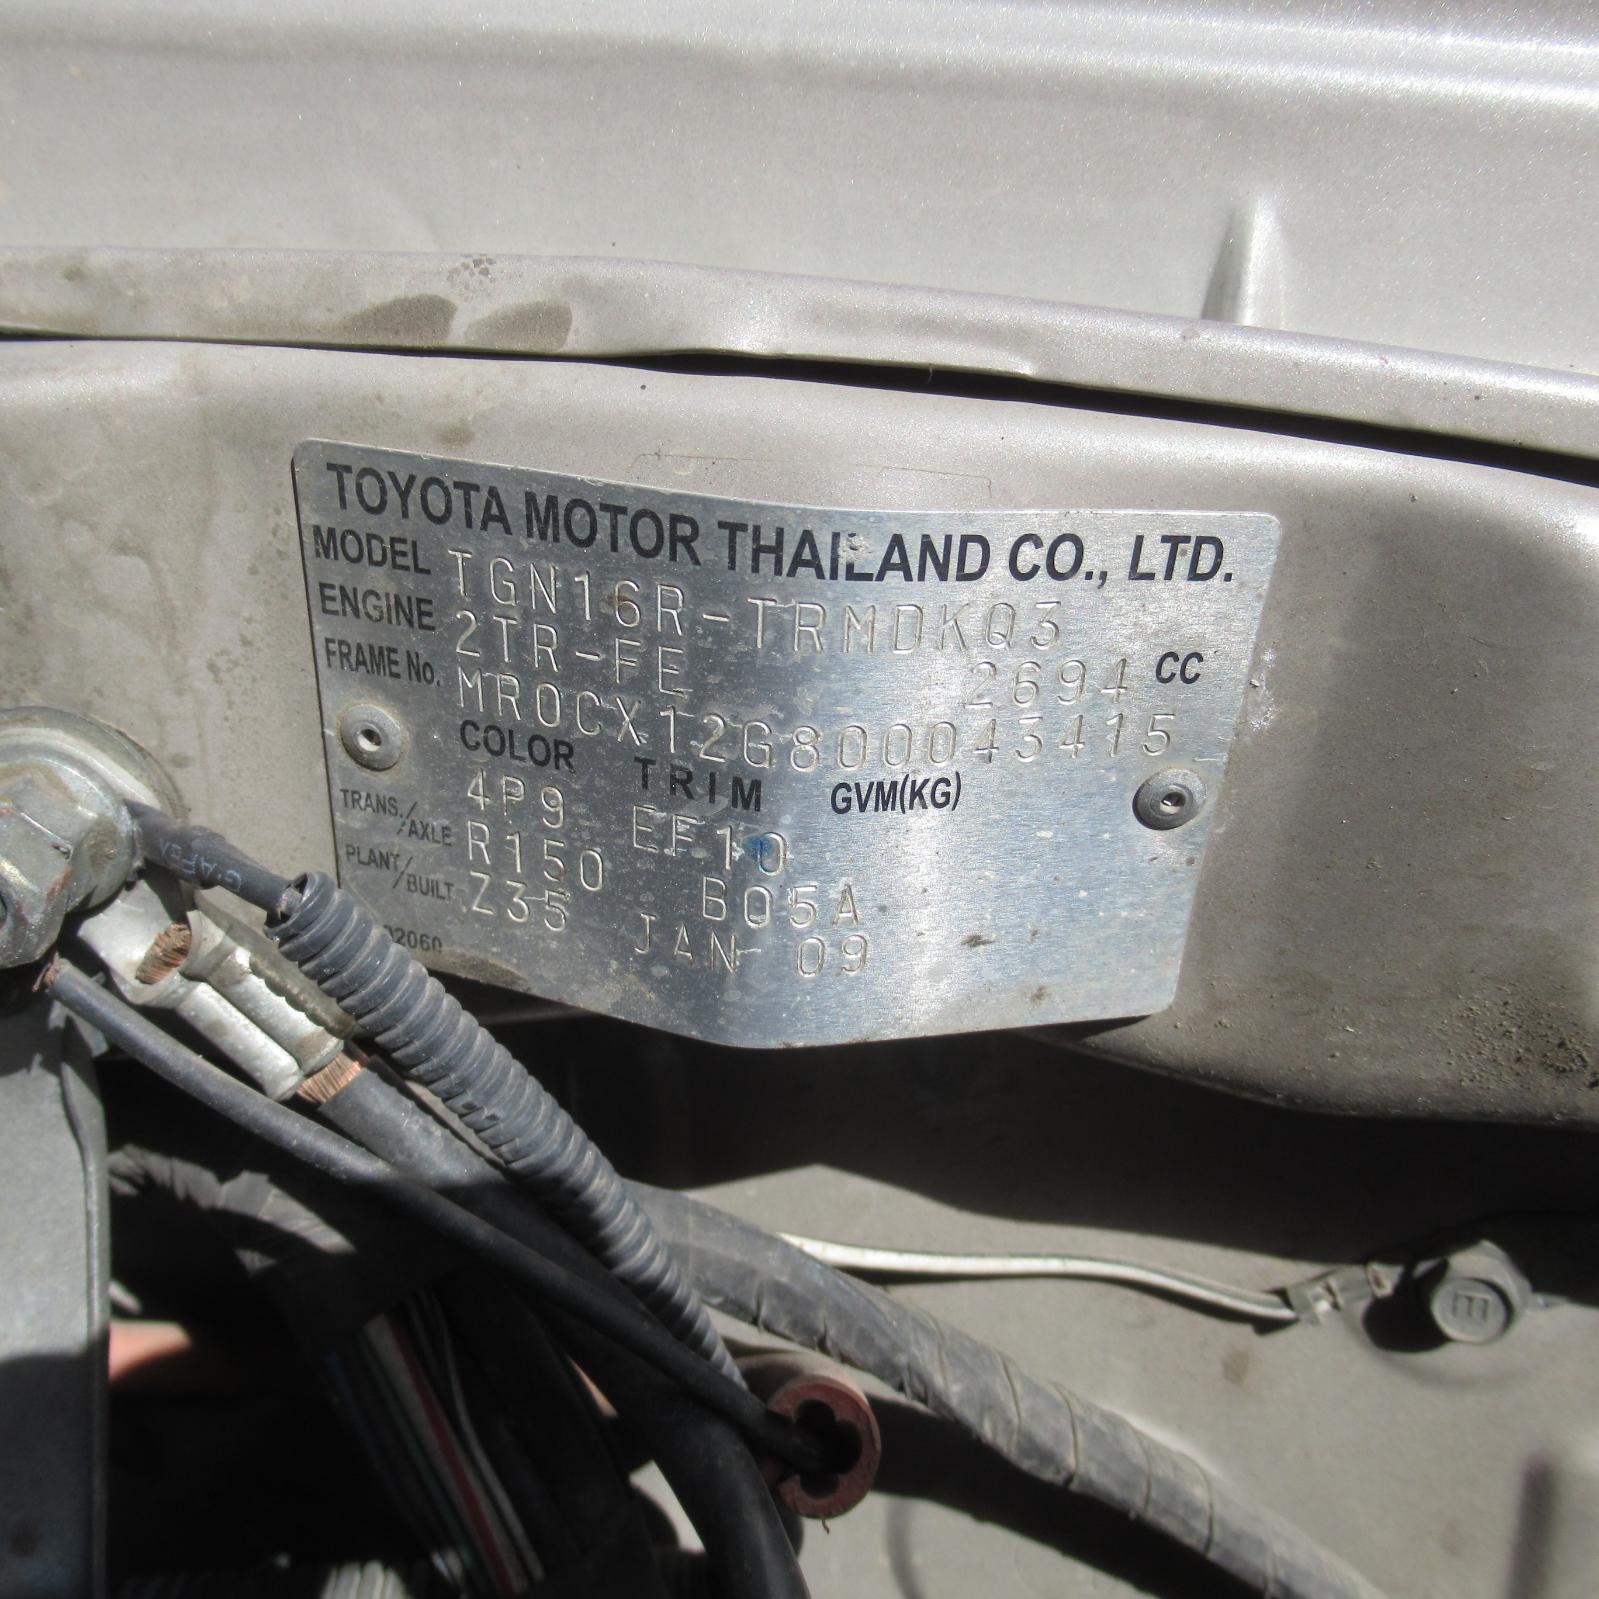 TOYOTA MOTOR THAILAND CO., LTD.
MODEL TGN16R-TRMDKQ3
ENGINE 2TR-FE 2694 CC
FRAME No. MR0CX12G800043415
COLOR TRIM GVM(KG)
4P9 EF10
TRANS./AXLE R150 B05A
PLANT/BUILT Z35 JAN 09
02060
E